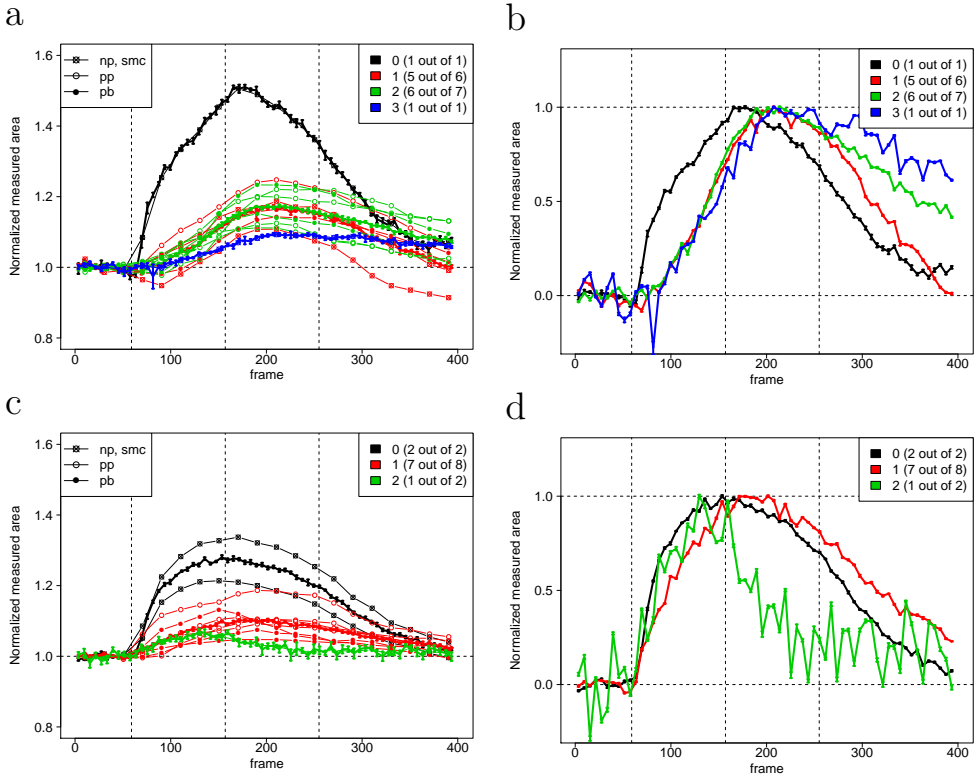 a
Normalized measured area
1.6
1.4
1.2
1.0
0.8
np, smc
pp
pb
0 (1 out of 1)
1 (5 out of 6)
2 (6 out of 7)
3 (1 out of 1)
0 100 200 300 400
frame
b
Normalized measured area
1.0
0.5
0.0
0 (1 out of 1)
1 (5 out of 6)
2 (6 out of 7)
3 (1 out of 1)
0 100 200 300 400
frame
c
Normalized measured area
1.6
1.4
1.2
1.0
0.8
np, smc
pp
pb
0 (2 out of 2)
1 (7 out of 8)
2 (1 out of 2)
0 100 200 300 400
frame
d
Normalized measured area
1.0
0.5
0.0
0 (2 out of 2)
1 (7 out of 8)
2 (1 out of 2)
0 100 200 300 400
frame